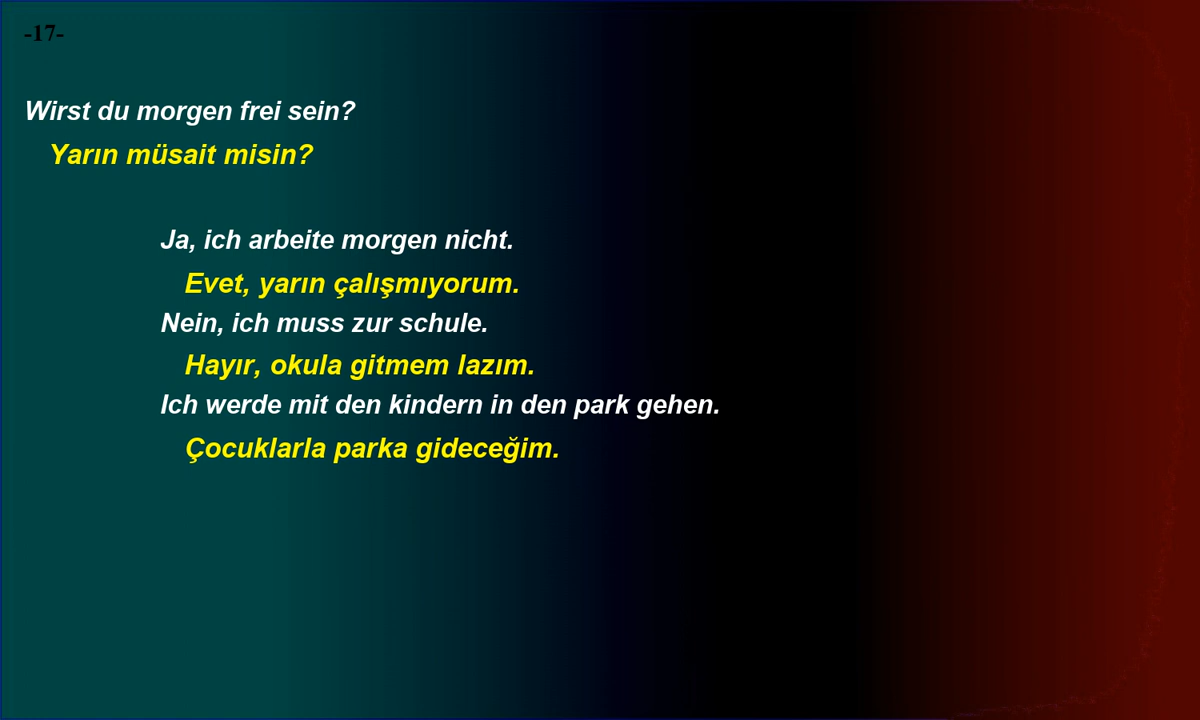 -17-
Wirst du morgen frei sein?
Yarın müsait misin?
Ja, ich arbeite morgen nicht.
Evet, yarın çalışmıyorum.
Nein, ich muss zur schule.
Hayır, okula gitmem lazım.
Ich werde mit den kindern in den park gehen.
Çocuklarla parka gideceğim.